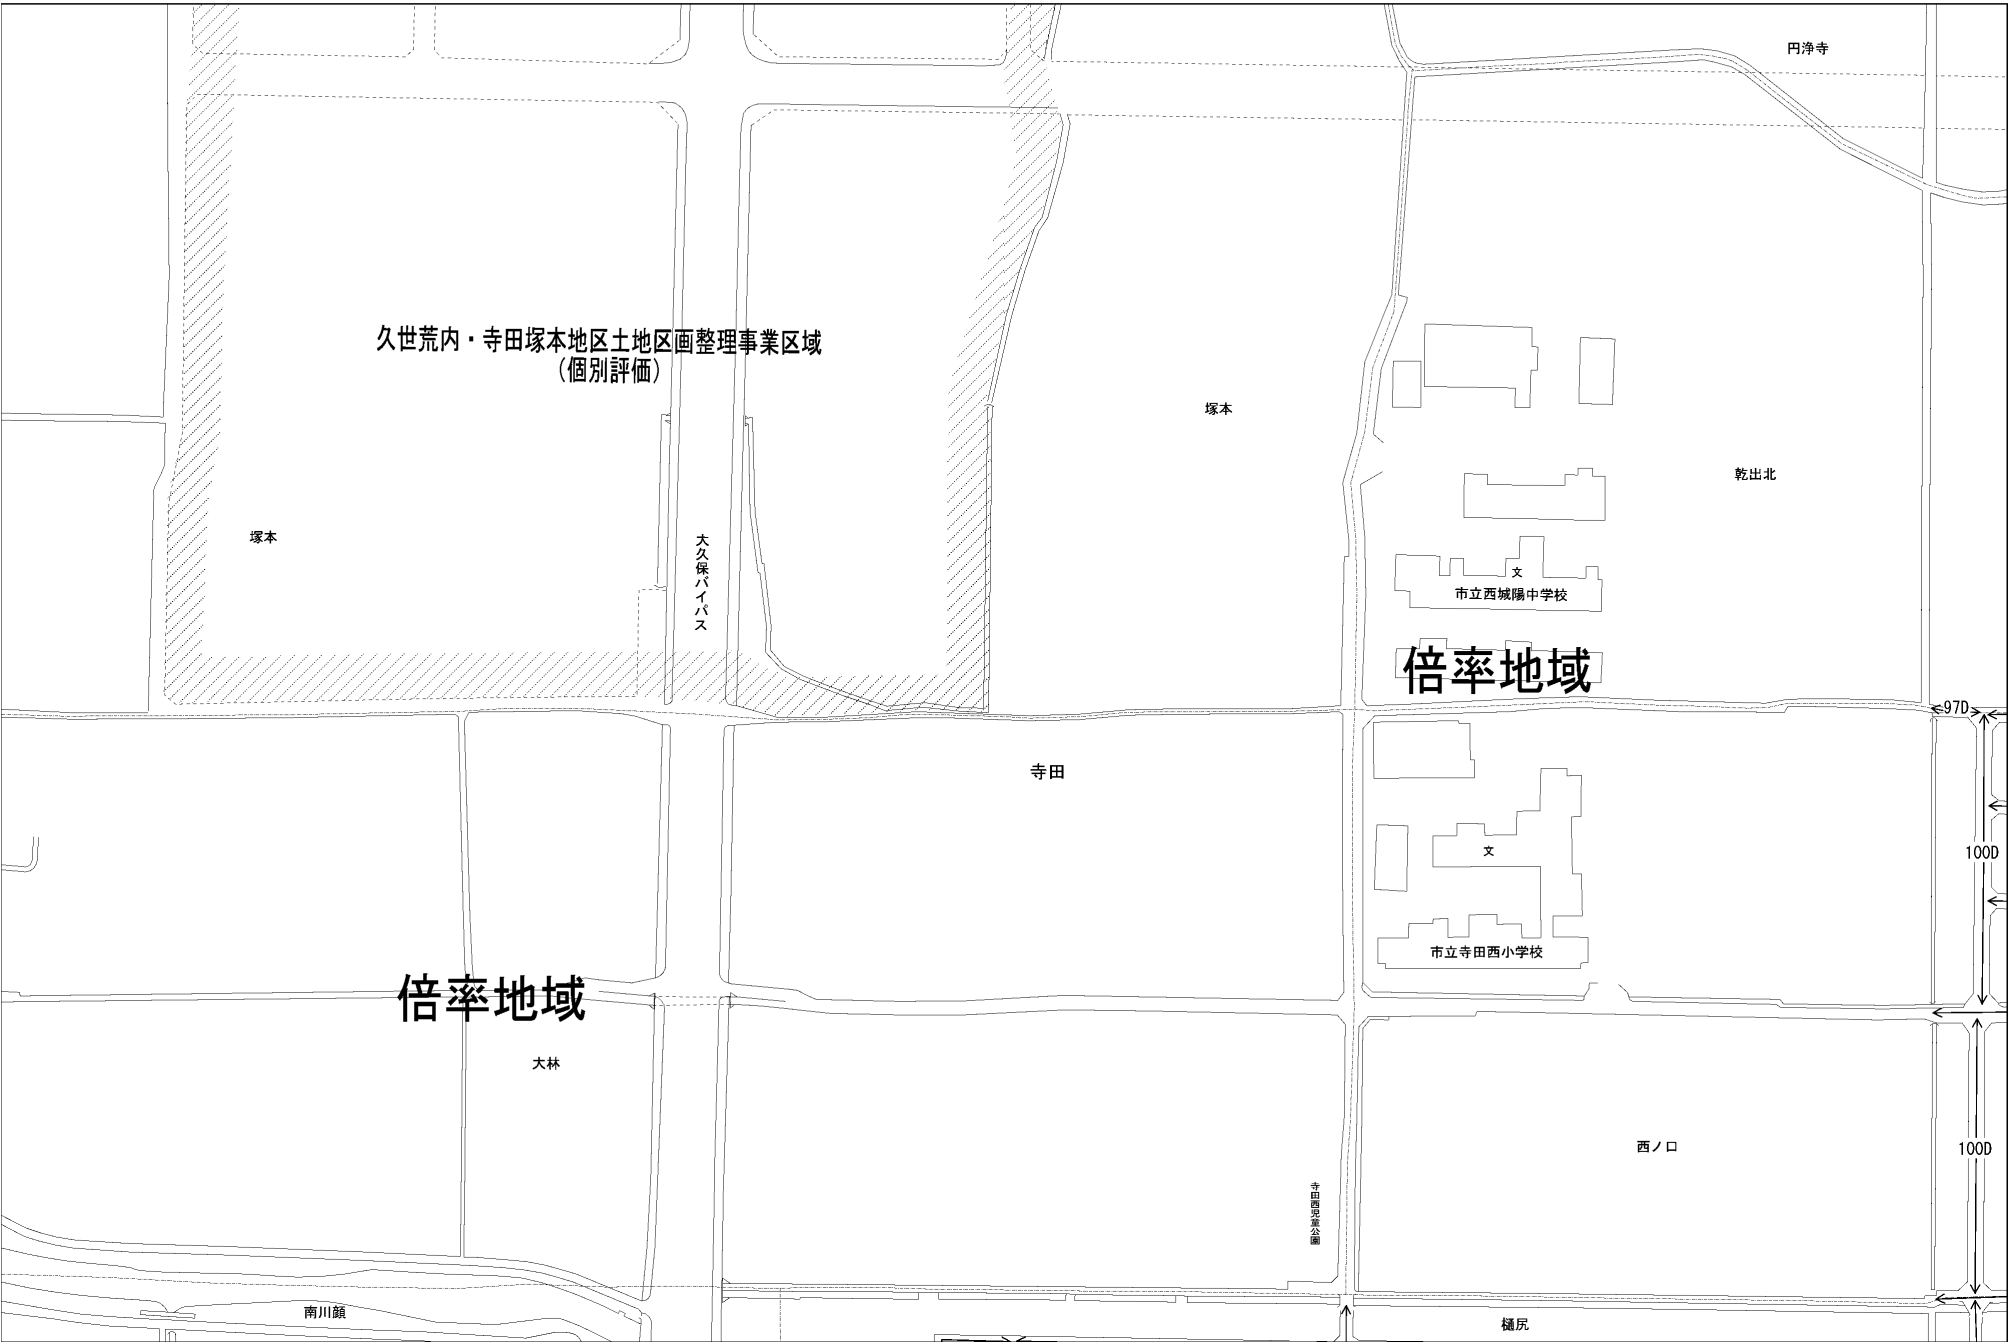 円浄寺
久世荒内・寺田塚本地区土地区画整理事業区域
(個別評価)
塚本
乾出北
塚本
大久保バイパス
文
市立西城陽中学校
倍率地域
97D
寺田
100D
文
市立寺田西小学校
倍率地域
大林
西ノ口
100D
寺田西児童公園
南川顔
樋尻